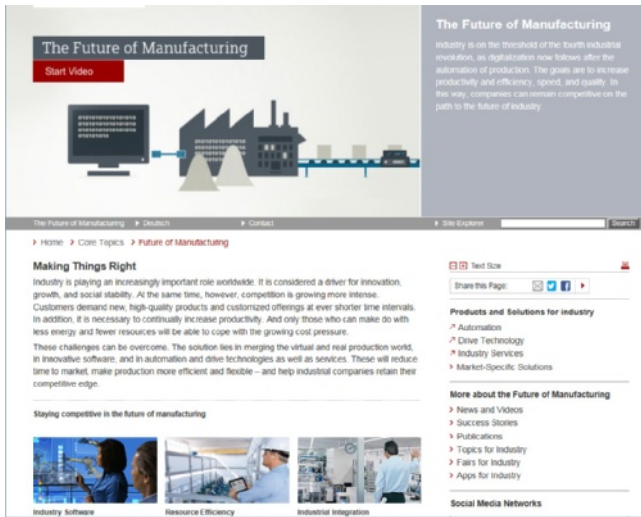 The Future of Manufacturing
Start Video
The Future of Manufacturing
Industry is on the threshold of the fourth industrial
revolution, as digitalization now follows after the
automation of production. The goals are to increase
productivity and efficiency, speed, and quality. In
this way, companies can remain competitive on the
path to the future of industry.
The Future of Manufacturing Deutsch Contact Site Explorer Search
Home Core Topics Future of Manufacturing
Making Things Right
Industry is playing an increasingly important role worldwide. It is considered a driver for innovation,
growth, and social stability. At the same time, however, competition is growing more intense.
Customers demand new, high-quality products and customized offerings at ever shorter time intervals.
In addition, it is necessary to continually increase productivity. And only those who can make do with
less energy and fewer resources will be able to cope with the growing cost pressure.
These challenges can be overcome. The solution lies in merging the virtual and real production world,
in innovative software, and in automation and drive technologies as well as services. These will reduce
time to market, make production more efficient and flexible – and help industrial companies retain their
competitive edge.
Staying competitive in the future of manufacturing
Industry Software
Resource Efficiency
Industrial Integration
Text Size
Share this Page:
Products and Solutions for industry
Automation
Drive Technology
Industry Services
Market-Specific Solutions
More about the Future of Manufacturing
News and Videos
Success Stories
Publications
Topics for Industry
Fairs for Industry
Apps for Industry
Social Media Networks